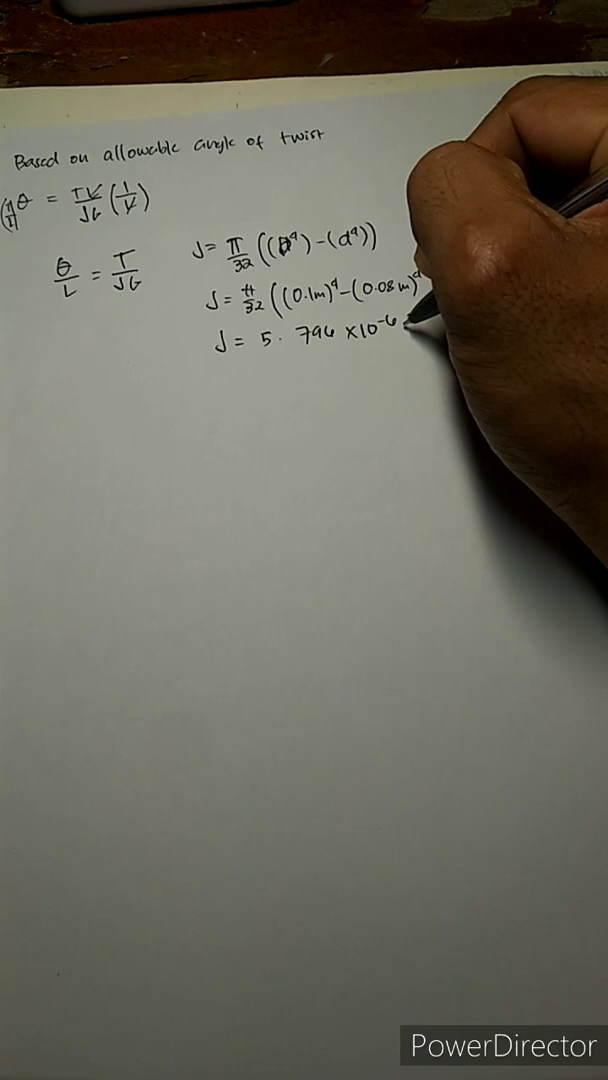 Based on allowable angle of twist
(1/L) θ = TL/JG (1/L)
θ/L = T/JG
J = π/32 ((D⁴) - (d⁴))
J = π/32 ((0.1m)⁴ - (0.08m)⁴
J = 5.796 x10⁻⁶
PowerDirector